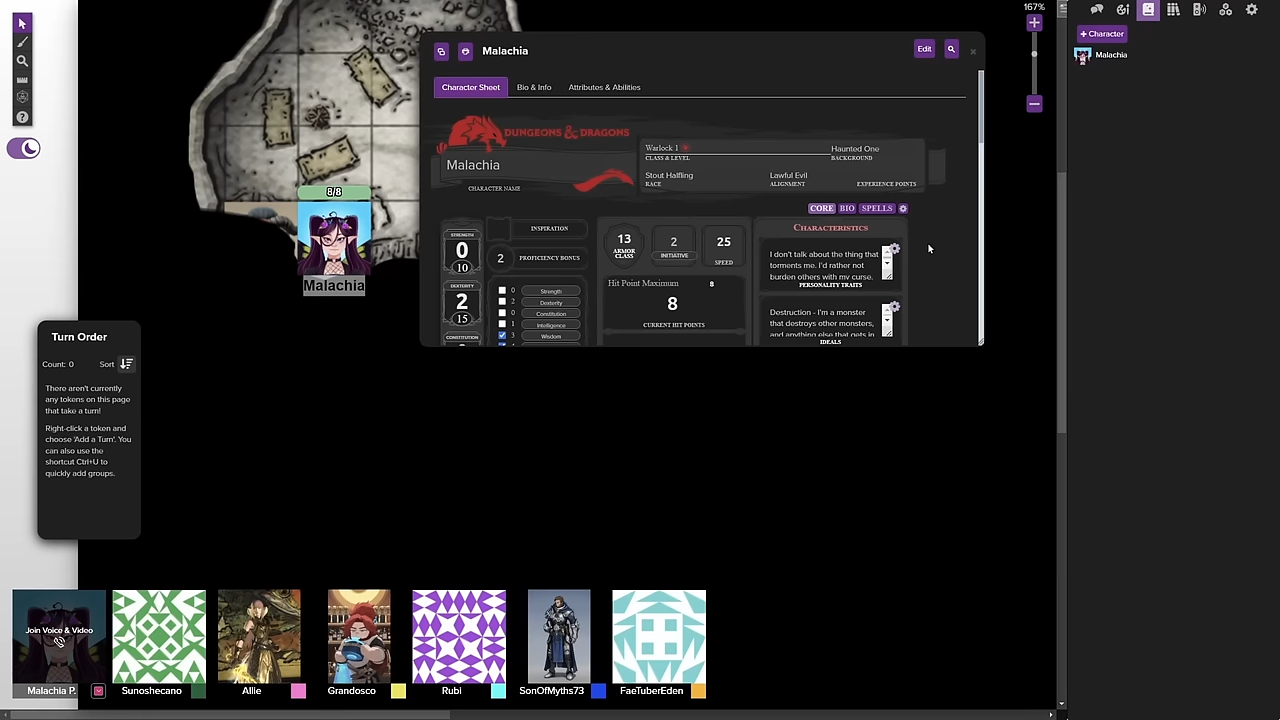 167%
+ Character
Malachia
Malachia
Edit
Character Sheet
Bio & Info
Attributes & Abilities
DUNGEONS & DRAGONS
Malachia
CHARACTER NAME
Warlock 1
CLASS & LEVEL
Haunted One
BACKGROUND
Stout Halfling
RACE
Lawful Evil
ALIGNMENT
EXPERIENCE POINTS
CORE
BIO
SPELLS
STRENGTH
0
10
DEXTERITY
2
15
CONSTITUTION
INSPIRATION
2
PROFICIENCY BONUS
0 Strength
2 Dexterity
0 Constitution
1 Intelligence
3 Wisdom
13
ARMOR
CLASS
2
INITIATIVE
25
SPEED
Hit Point Maximum 8
8
CURRENT HIT POINTS
CHARACTERISTICS
I don't talk about the thing that
torments me. I'd rather not
burden others with my curse.
PERSONALITY TRAITS
Destruction - I'm a monster
that destroys other monsters,
and anything else that gets in
IDEALS
8/8
Malachia
Turn Order
Count: 0
Sort
There aren't currently
any tokens on this page
that take a turn!
Right-click a token and
choose 'Add a Turn'. You
can also use the
shortcut Ctrl+U to
quickly add groups.
Join Voice & Video
Malachia P.
Sunoshecano
Allie
Grandosco
Rubi
SonOfMyths73
FaeTuberEden